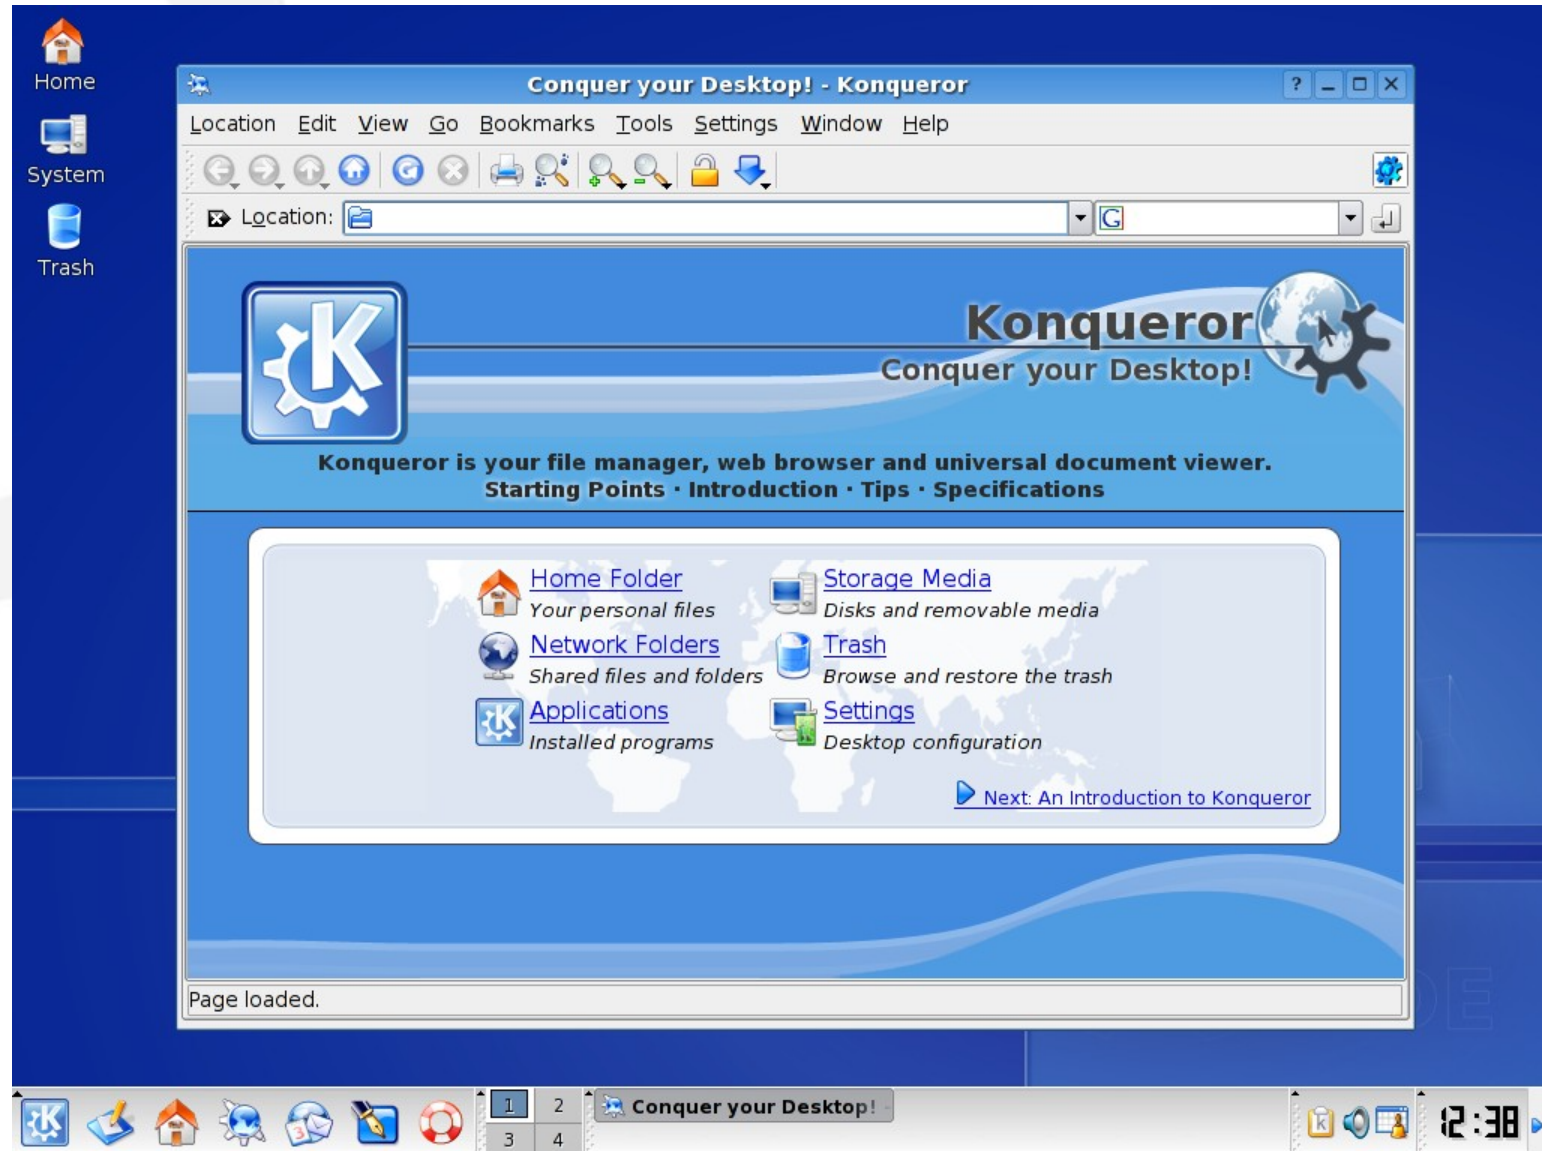 Home
System
Trash
Conquer your Desktop! - Konqueror
?
Location Edit View Go Bookmarks Tools Settings Window Help
Location:
G
K
Konqueror
Conquer your Desktop!
Konqueror is your file manager, web browser and universal document viewer.
Starting Points · Introduction · Tips · Specifications
Home Folder
Your personal files
Storage Media
Disks and removable media
Network Folders
Shared files and folders
Trash
Browse and restore the trash
K
Applications
Installed programs
Settings
Desktop configuration
Next: An Introduction to Konqueror
Page loaded.
DE
K
3
1 2
3 4
Conquer your Desktop! -
k
12:38